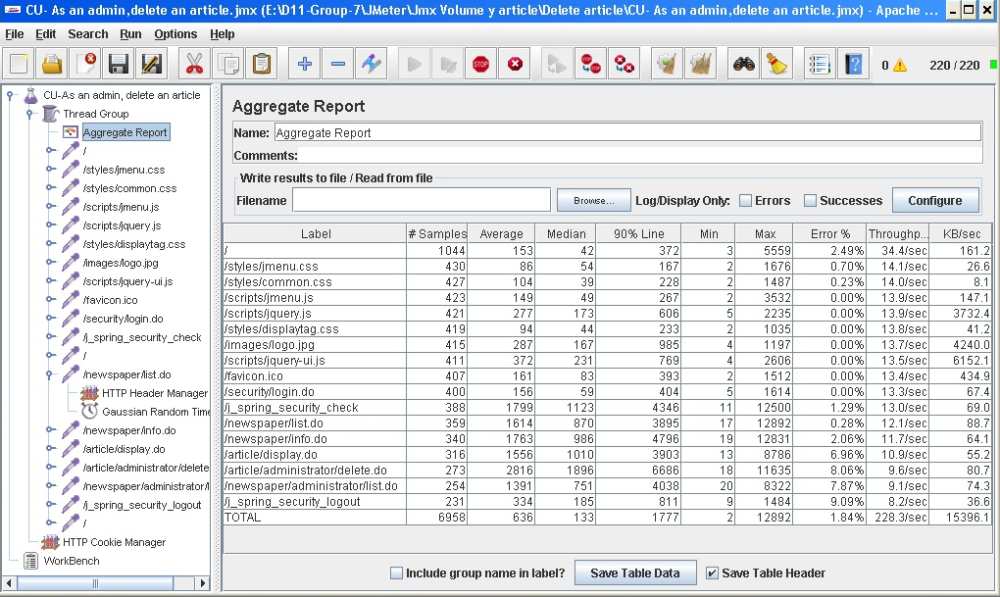 CU- As an admin,delete an article.jmx (E:\D11-Group-7\JMeter\Jmx Volume y article\Delete article\CU- As an admin,delete an article.jmx) - Apache ...
File Edit Search Run Options Help
0 220 / 220
CU-As an admin, delete an article
Thread Group
Aggregate Report
/
/styles/jmenu.css
/styles/common.css
/scripts/jmenu.js
/scripts/jquery.js
/styles/displaytag.css
/images/logo.jpg
/scripts/jquery-ui.js
/favicon.ico
/security/login.do
/j_spring_security_check
/
/newspaper/list.do
HTTP Header Manager
Gaussian Random Time
/newspaper/info.do
/article/display.do
/article/administrator/delete
/newspaper/administrator/l
/j_spring_security_logout
/
HTTP Cookie Manager
WorkBench
Aggregate Report
Name: Aggregate Report
Comments:
Write results to file / Read from file
Filename Browse... Log/Display Only: Errors Successes Configure
Label # Samples Average Median 90% Line Min Max Error % Throughp... KB/sec
/ 1044 153 42 372 3 5559 2.49% 34.4/sec 161.2
/styles/jmenu.css 430 86 54 167 2 1676 0.70% 14.1/sec 26.6
/styles/common.css 427 104 39 228 2 1487 0.23% 14.0/sec 8.1
/scripts/jmenu.js 423 149 49 267 2 3532 0.00% 13.9/sec 147.1
/scripts/jquery.js 421 277 173 606 5 2235 0.00% 13.9/sec 3732.4
/styles/displaytag.css 419 94 44 233 2 1035 0.00% 13.8/sec 41.2
/images/logo.jpg 415 287 167 985 4 1197 0.00% 13.7/sec 4240.0
/scripts/jquery-ui.js 411 372 231 769 4 2606 0.00% 13.5/sec 6152.1
/favicon.ico 407 161 83 393 2 1512 0.00% 13.4/sec 434.9
/security/login.do 400 156 59 404 5 1614 0.00% 13.3/sec 67.4
/j_spring_security_check 388 1799 1123 4346 11 12500 1.29% 13.0/sec 69.0
/newspaper/list.do 359 1614 870 3895 17 12892 0.28% 12.1/sec 88.7
/newspaper/info.do 340 1763 986 4796 19 12831 2.06% 11.7/sec 64.1
/article/display.do 316 1556 1010 3903 13 8786 6.96% 10.9/sec 55.2
/article/administrator/delete.do 273 2816 1896 6686 18 11635 8.06% 9.6/sec 80.7
/newspaper/administrator/list.do 254 1391 751 4038 20 8322 7.87% 9.1/sec 74.3
/j_spring_security_logout 231 334 185 811 9 1484 9.09% 8.2/sec 36.6
TOTAL 6958 636 133 1777 2 12892 1.84% 228.3/sec 15396.1
Include group name in label? Save Table Data Save Table Header